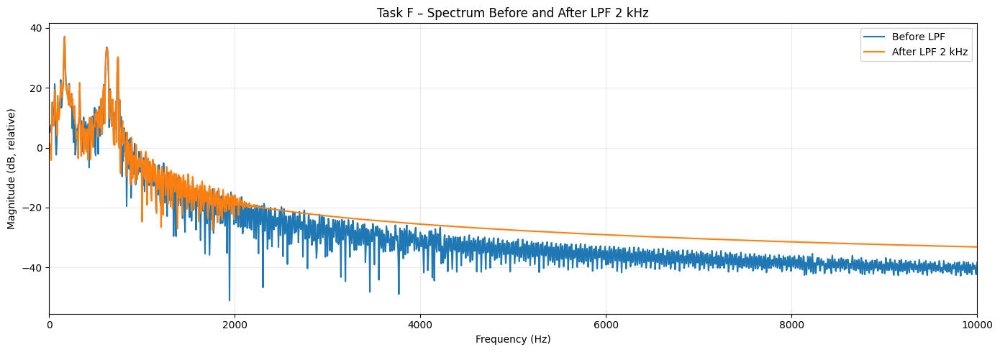 Task F – Spectrum Before and After LPF 2 kHz
Before LPF
After LPF 2 kHz
Magnitude (dB, relative)
40
20
0
−20
−40
0
2000
4000
6000
8000
10000
Frequency (Hz)